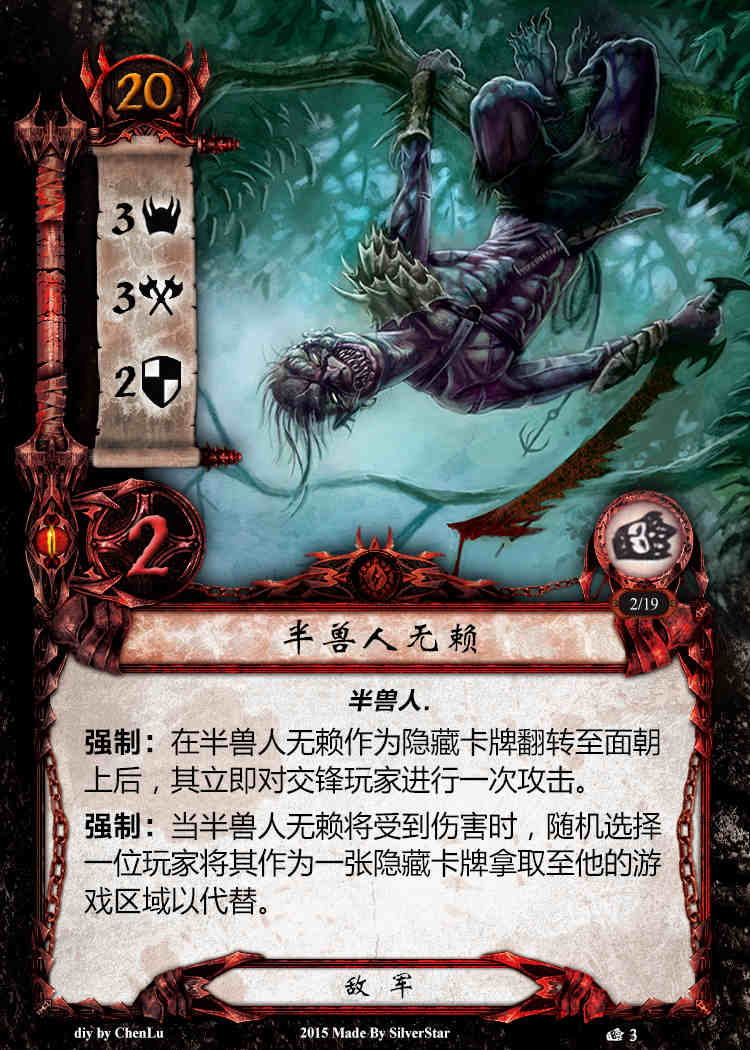 20
3
3
2
2
2/19
半兽人无赖
半兽人.
强制：在半兽人无赖作为隐藏卡牌翻转至面朝
上后，其立即对交锋玩家进行一次攻击。
强制：当半兽人无赖将受到伤害时，随机选择
一位玩家将其作为一张隐藏卡牌拿取至他的游
戏区域以代替。
敌军
diy by ChenLu
2015 Made By SilverStar
3